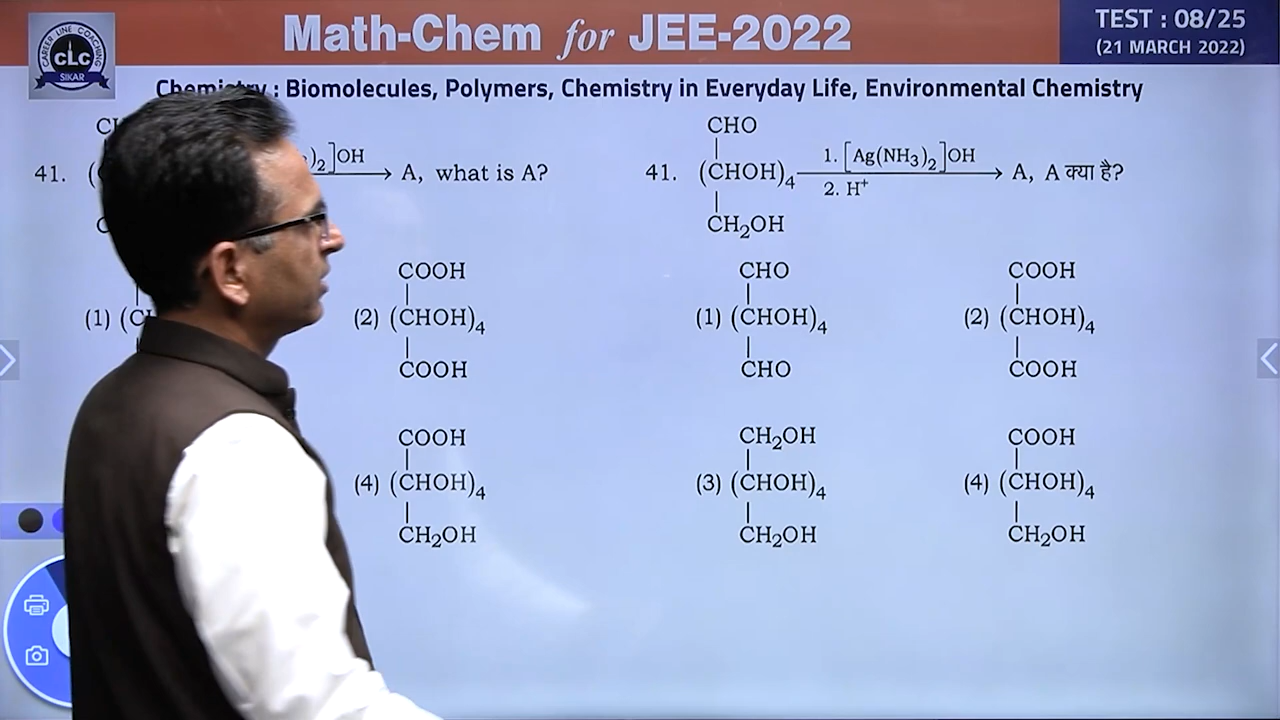 CAREER LINE COACHING
CLC
SIKAR
Math-Chem for JEE-2022
TEST : 08/25
(21 MARCH 2022)
Chemistry : Biomolecules, Polymers, Chemistry in Everyday Life, Environmental Chemistry
41. )₂]OH → A, what is A?
(1)
(2) COOH
(CHOH)₄
COOH
(4) COOH
(CHOH)₄
CH₂OH
CHO
41. (CHOH)₄ 1. [Ag(NH₃)₂]OH → A, A क्या है?
2. H⁺
CH₂OH
CHO
(1) (CHOH)₄
CHO
COOH
(2) (CHOH)₄
COOH
CH₂OH
(3) (CHOH)₄
CH₂OH
COOH
(4) (CHOH)₄
CH₂OH